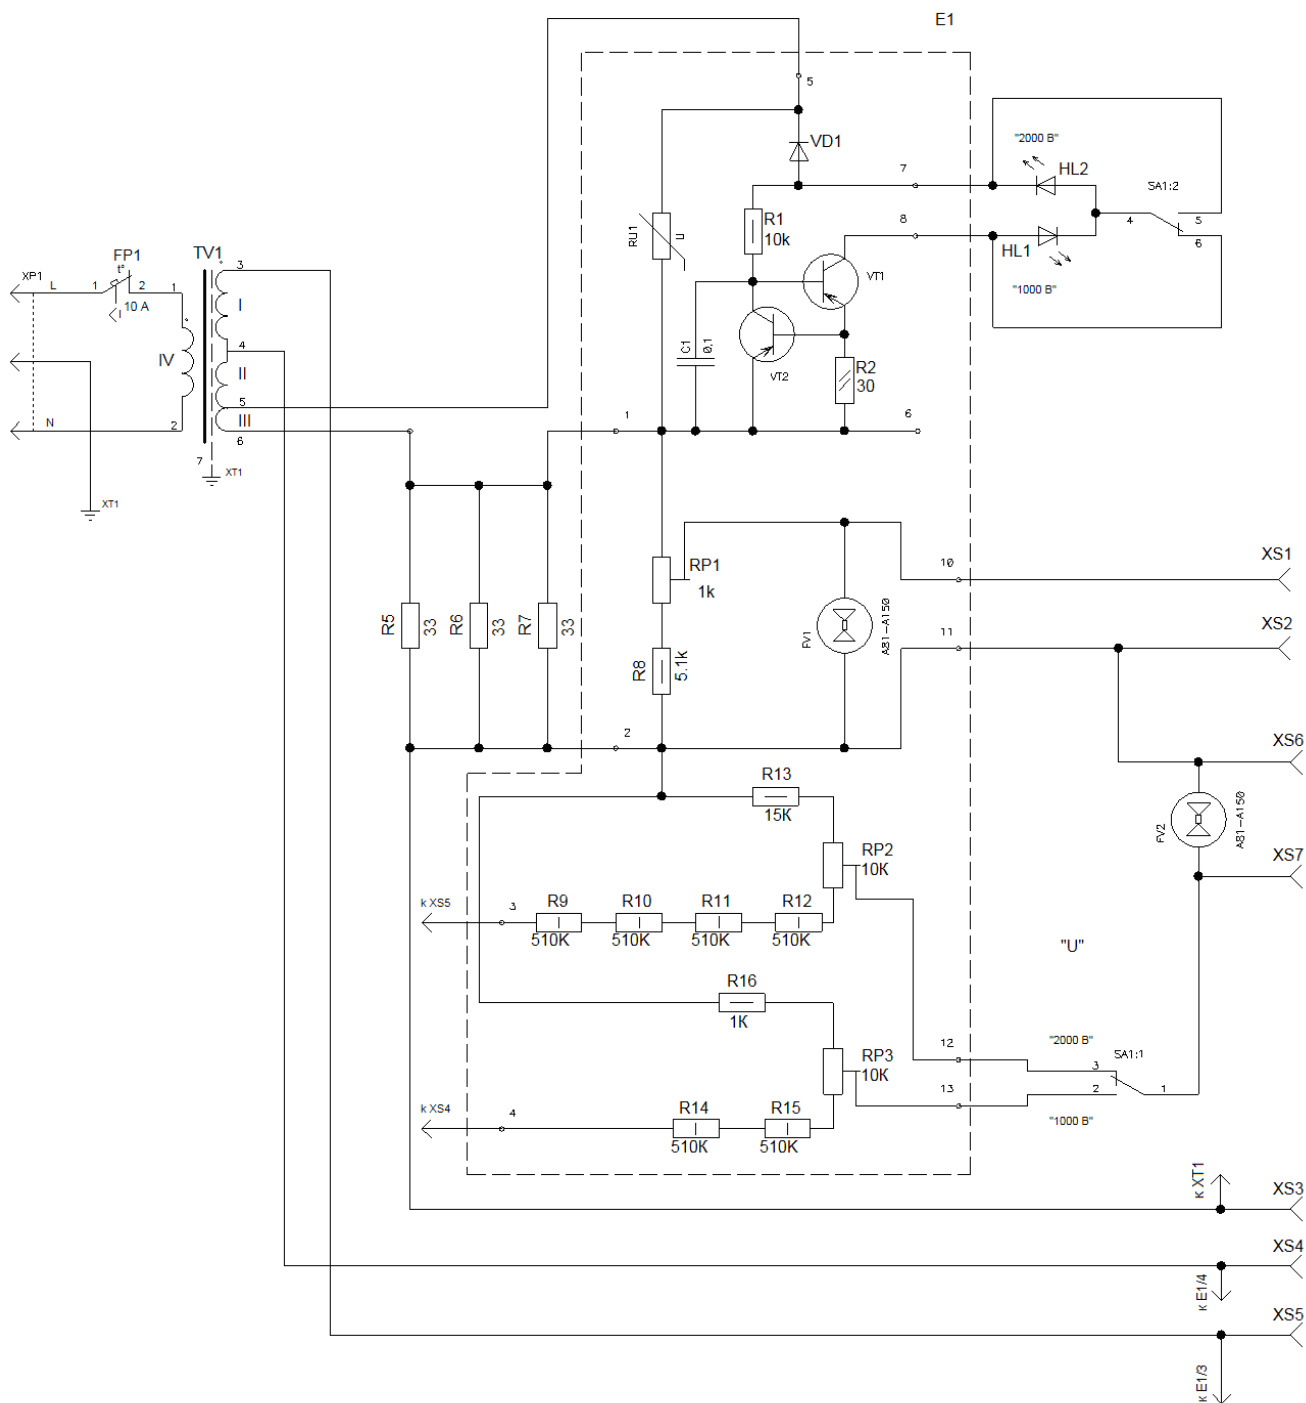 E1
5
VD1
"2000 В"
HL2
7
SA1:2
4
5
6
8
HL1
"1000 В"
R1
10k
RU1
U
VT1
FP1
t°
TV1
3
XP1
L
1
2
1
10 A
I
I
4
IV
II
5
III
6
N
2
7
XT1
XT1
C1
0,1
VT2
R2
30
1
6
RP1
1k
10
XS1
R5
33
R6
33
R7
33
R8
5.1k
FV1
A81-A150
11
XS2
2
XS6
R13
15K
FV2
A81-A150
RP2
10K
XS7
к XS5
3
R9
510K
R10
510K
R11
510K
R12
510K
"U"
R16
1K
12
"2000 В"
SA1:1
3
2
1
RP3
10K
13
"1000 В"
к XS4
4
R14
510K
R15
510K
к XT1
XS3
XS4
к E1/4
XS5
к E1/3